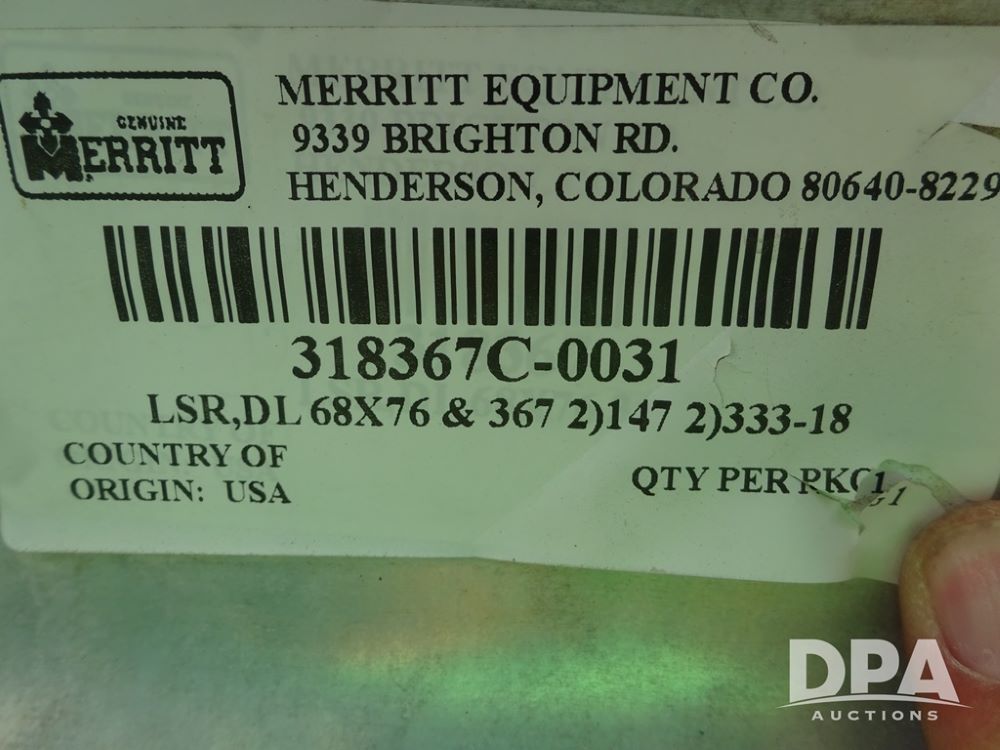 GENUINE
MERRITT
MERRITT EQUIPMENT CO.
9339 BRIGHTON RD.
HENDERSON, COLORADO 80640-8229
318367C-0031
LSR,DL 68X76 & 367 2)147 2)333-18
COUNTRY OF
ORIGIN: USA
QTY PER PKG 1
DPA
AUCTIONS